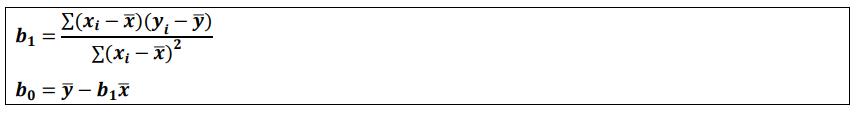 b₁ = ∑(xᵢ − x̅)(yᵢ − y̅) / ∑(xᵢ − x̅)²
b₀ = y̅ − b₁x̅